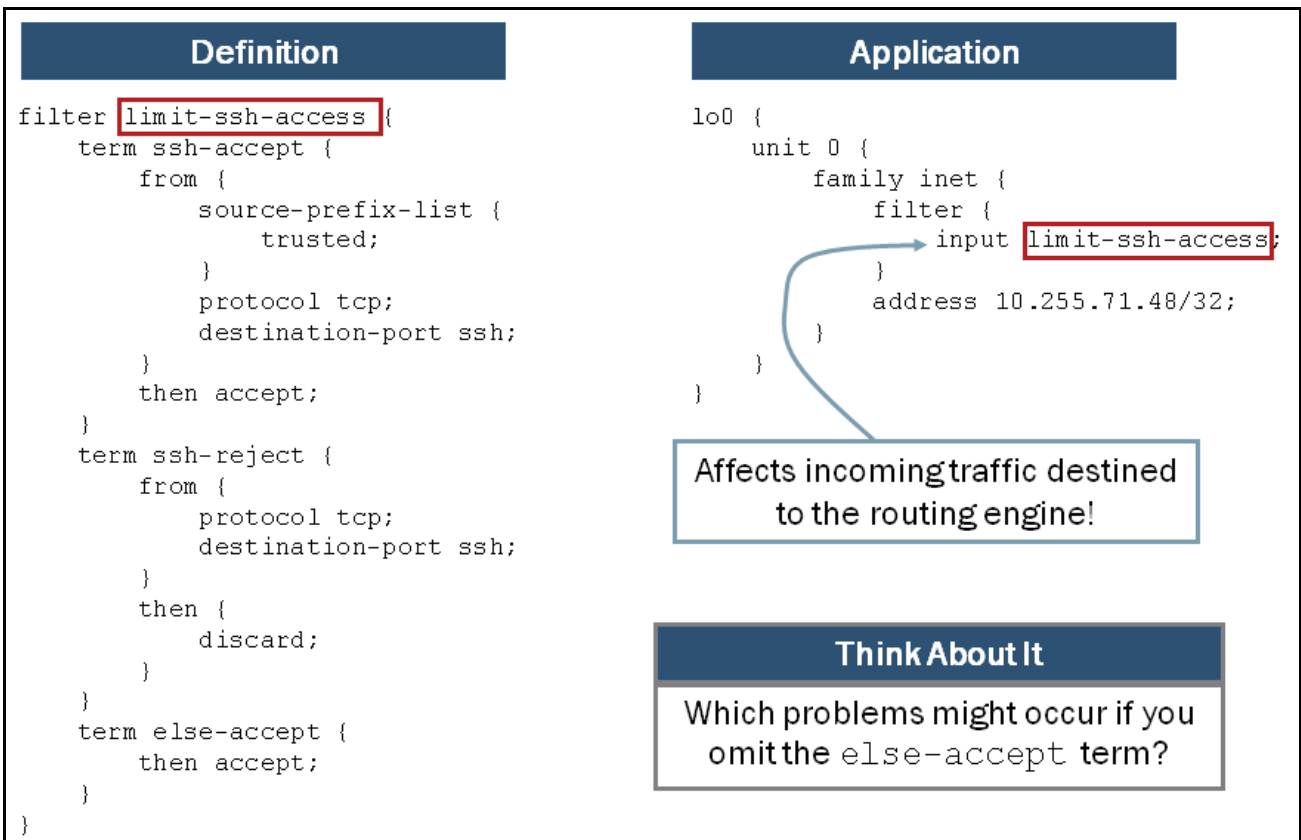 Definition
filter limit-ssh-access {
    term ssh-accept {
        from {
            source-prefix-list {
                trusted;
            }
            protocol tcp;
            destination-port ssh;
        }
        then accept;
    }
    term ssh-reject {
        from {
            protocol tcp;
            destination-port ssh;
        }
        then {
            discard;
        }
    }
    term else-accept {
        then accept;
    }
}
Application
lo0 {
    unit 0 {
        family inet {
            filter {
                input limit-ssh-access;
            }
            address 10.255.71.48/32;
        }
    }
}
Affects incoming traffic destined
to the routing engine!
Think About It
Which problems might occur if you
omit the else-accept term?